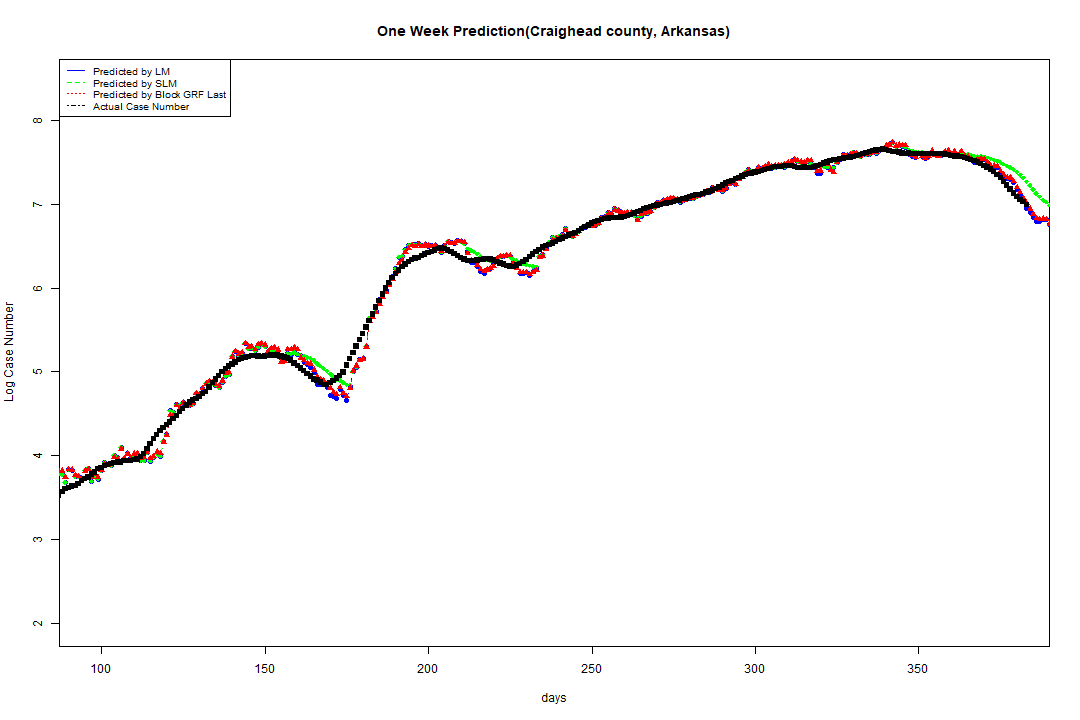 One Week Prediction(Craighead county, Arkansas)
Predicted by LM
Predicted by SLM
Predicted by Block GRF Last
Actual Case Number
Log Case Number
8
7
6
5
4
3
2
100 150 200 250 300 350
days